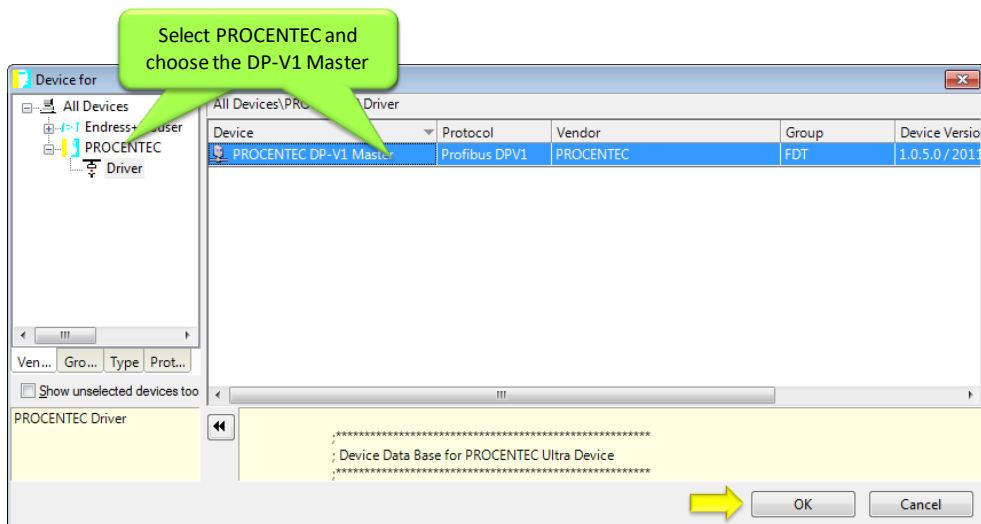 Select PROCENTEC and
choose the DP-V1 Master
Device for
All Devices
Endress+
user
PROCENTEC
Driver
All Devices\PRO
Driver
Device Protocol Vendor Group Device Versio
PROCENTEC DP-V1 Master Profibus DPV1 PROCENTEC FDT 1.0.5.0 / 2011
Ven... Gro... Type Prot...
Show unselected devices too
PROCENTEC Driver
;*******************************************************
; Device Data Base for PROCENTEC Ultra Device
;*******************************************************
OK Cancel